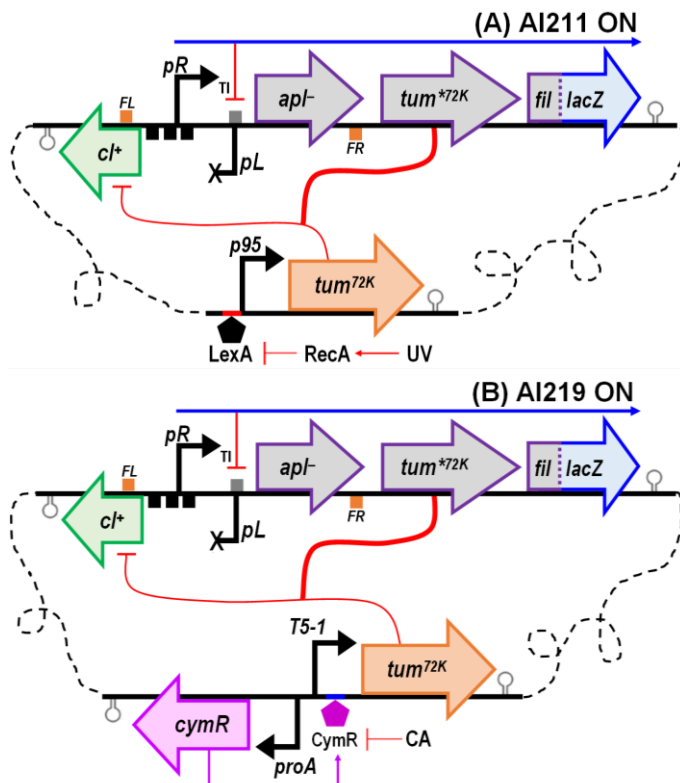 (A) AI211 ON
pR
TI
apl⁻
tum*72K
fil
lacZ
FL
FR
cI⁺
pL
p95
tum72K
LexA
RecA
UV
(B) AI219 ON
pR
TI
apl⁻
tum*72K
fil
lacZ
FL
FR
cI⁺
pL
T5-1
tum72K
cymR
CymR
CA
proA